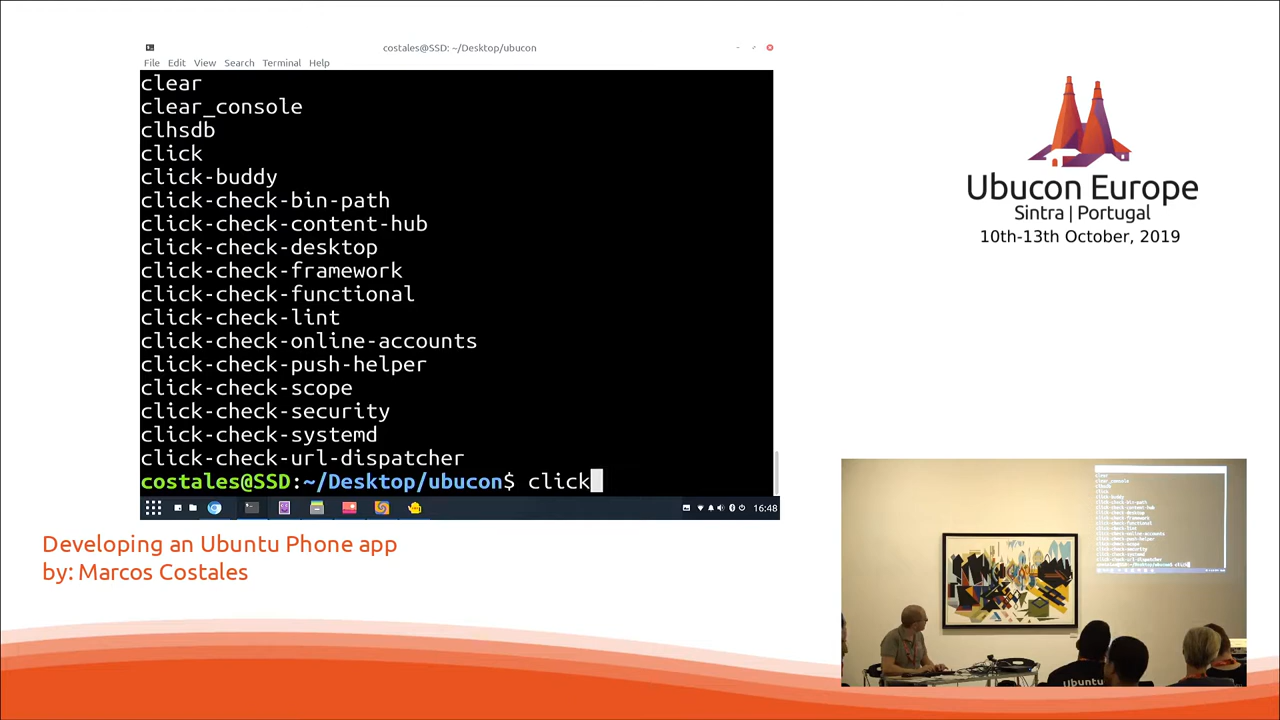 costales@SSD: ~/Desktop/ubucon
File Edit View Search Terminal Help
clear
clear_console
clhsdb
click
click-buddy
click-check-bin-path
click-check-content-hub
click-check-desktop
click-check-framework
click-check-functional
click-check-lint
click-check-online-accounts
click-check-push-helper
click-check-scope
click-check-security
click-check-systemd
click-check-url-dispatcher
costales@SSD:~/Desktop/ubucon$ click
16:48
Ubucon Europe
Sintra | Portugal
10th-13th October, 2019
Developing an Ubuntu Phone app
by: Marcos Costales
Ubuntu